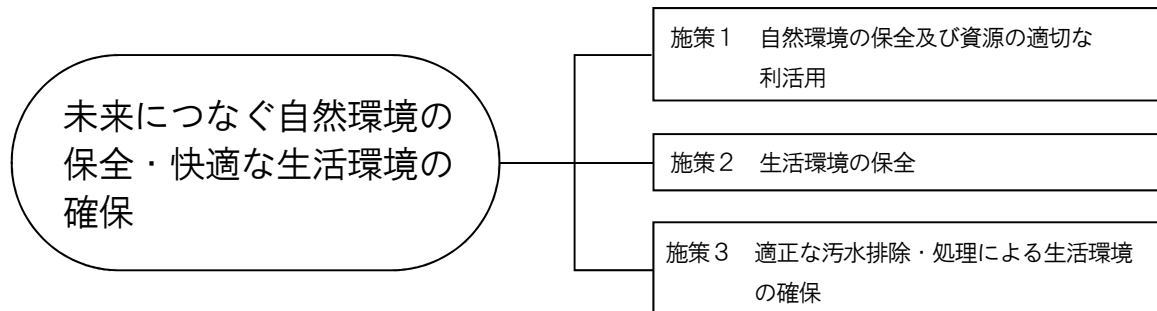 未来につなぐ自然環境の
保全・快適な生活環境の
確保
施策1 自然環境の保全及び資源の適切な
利活用
施策2 生活環境の保全
施策3 適正な汚水排除・処理による生活環境
の確保